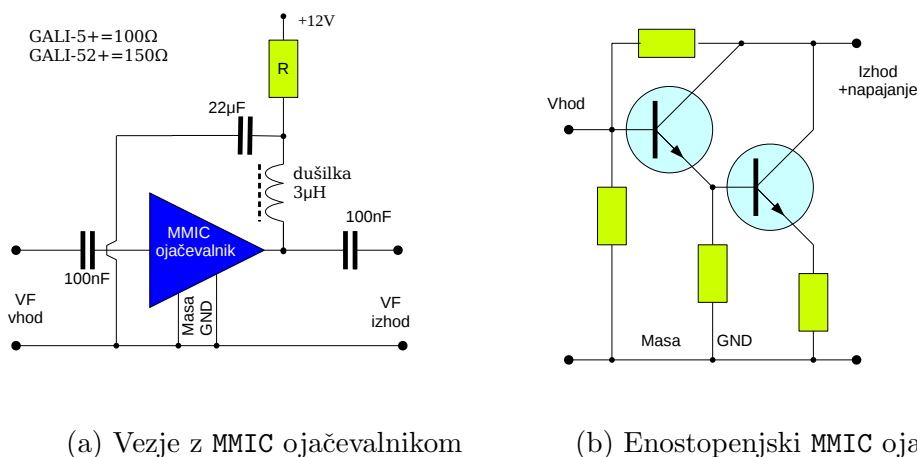 GALI-5+=100Ω
GALI-52+=150Ω
+12V
R
22µF
dušilka
3µH
MMIC
ojačevalnik
100nF
100nF
VF
vhod
Masa
GND
VF
izhod
(a) Vezje z MMIC ojačevalnikom
Vhod
Izhod
+napajanje
Masa
GND
(b) Enostopenjski MMIC oja